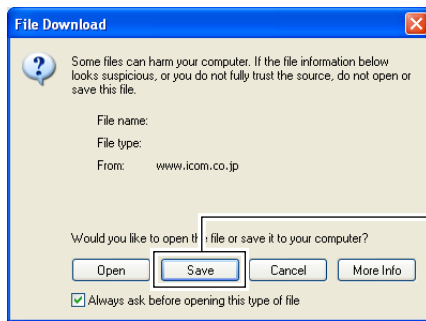 File Download
Some files can harm your computer. If the file information below
looks suspicious, or you do not fully trust the source, do not open or
save this file.
File name:
File type:
From: www.icom.co.jp
Would you like to open the file or save it to your computer?
Open Save Cancel More Info
Always ask before opening this type of file